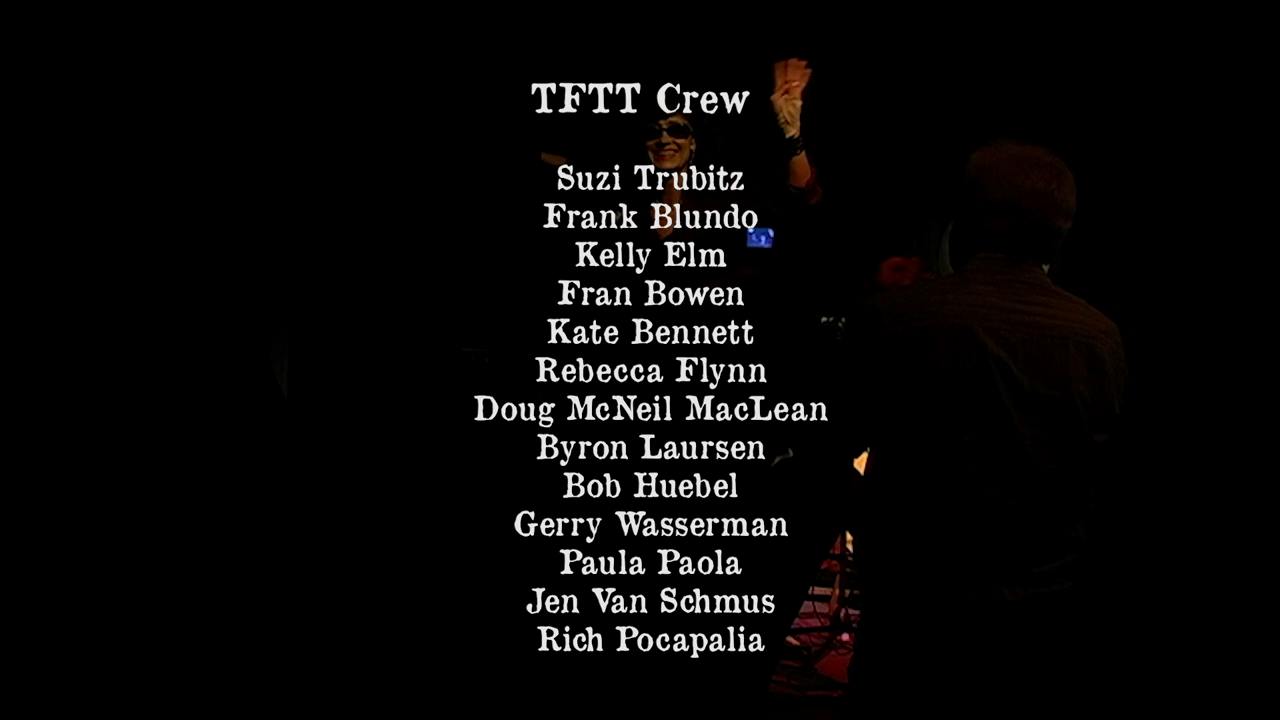 TFTT Crew
Suzi Trubitz
Frank Blundo
Kelly Elm
Fran Bowen
Kate Bennett
Rebecca Flynn
Doug McNeil MacLean
Byron Laursen
Bob Huebel
Gerry Wasserman
Paula Paola
Jen Van Schmus
Rich Pocapalia